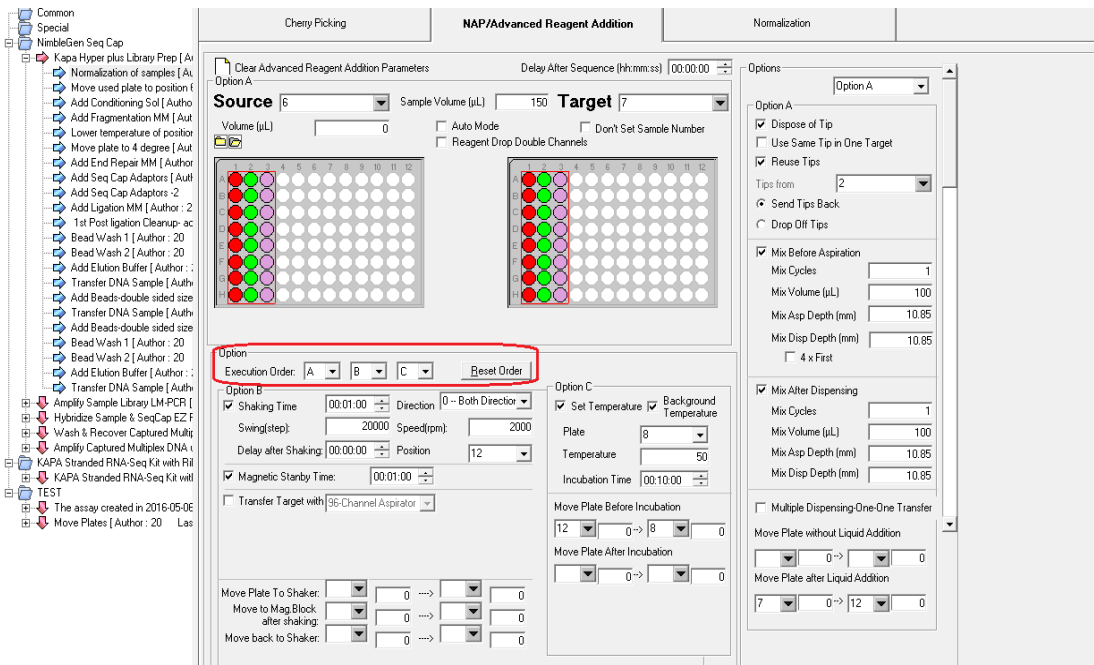 Common
Special
NimbleGen Seq Cap
Kapa Hyper plus Library Prep [ Au
Normalization of samples [ Au
Move used plate to position 6
Add Conditioning Sol [ Autho
Add Fragmentation MM [ Aut
Lower temperature of position
Move plate to 4 degree [ Aut
Add End Repair MM [ Author
Add Seq Cap Adaptors [ Auth
Add Seq Cap Adaptors -2
Add Ligation MM [ Author : 2
1st Post ligation Cleanup- ac
Bead Wash 1 [ Author : 20
Bead Wash 2 [ Author : 20
Add Elution Buffer [ Author :
Transfer DNA Sample [ Autho
Add Beads-double sided size
Transfer DNA Sample [ Autho
Add Beads-double sided size
Bead Wash 1 [ Author : 20
Bead Wash 2 [ Author : 20
Add Elution Buffer [ Author :
Transfer DNA Sample [ Autho
Amplify Sample Library LM-PCR [
Hybridize Sample & SeqCap EZ
Wash & Recover Captured Multip
Amplify Captured Multiplex DNA
KAPA Stranded RNA-Seq Kit with Ril
KAPA Stranded RNA-Seq Kit with
TEST
The assay created in 2016-05-06
Move Plates [ Author : 20 Las
Cherry Picking
NAP/Advanced Reagent Addition
Normalization
Clear Advanced Reagent Addition Parameters
Delay After Sequence (hh:mm:ss) 00:00:00
Option A
Source 6 Sample Volume (µL) 150 Target 7
Volume (µL) 0
Auto Mode
Don't Set Sample Number
Reagent Drop Double Channels
1 2 3 4 5 6 7 8 9 10 11 12
A
B
C
D
E
F
G
H
1 2 3 4 5 6 7 8 9 10 11 12
A
B
C
D
E
F
G
H
Option
Execution Order: A B C Reset Order
Option B
Shaking Time 00:01:00 Direction 0 -- Both Direction
Swing(step): 20000 Speed(rpm): 2000
Delay after Shaking: 00:00:00 Position 12
Magnetic Stanby Time: 00:01:00
Transfer Target with 96-Channel Aspirator
Move Plate To Shaker: 0 ----> 0
Move to Mag.Block
after shaking: 0 ----> 0
Move back to Shaker: 0 ----> 0
Option C
Set Temperature Background
Temperature
Plate 8
Temperature 50
Incubation Time 00:10:00
Move Plate Before Incubation
12 0 --> 8 0
Move Plate After Incubation
0 --> 0
Options
Option A
Option A
Dispose of Tip
Use Same Tip in One Target
Reuse Tips
Tips from 2
Send Tips Back
Drop Off Tips
Mix Before Aspiration
Mix Cycles 1
Mix Volume (µL) 100
Mix Asp Depth (mm) 10.85
Mix Disp Depth (mm) 10.85
4 x First
Mix After Dispensing
Mix Cycles 1
Mix Volume (µL) 100
Mix Asp Depth (mm) 10.85
Mix Disp Depth (mm) 10.85
Multiple Dispensing-One-One Transfer
Move Plate without Liquid Addition
0 --> 0
Move Plate after Liquid Addition
7 0 --> 12 0